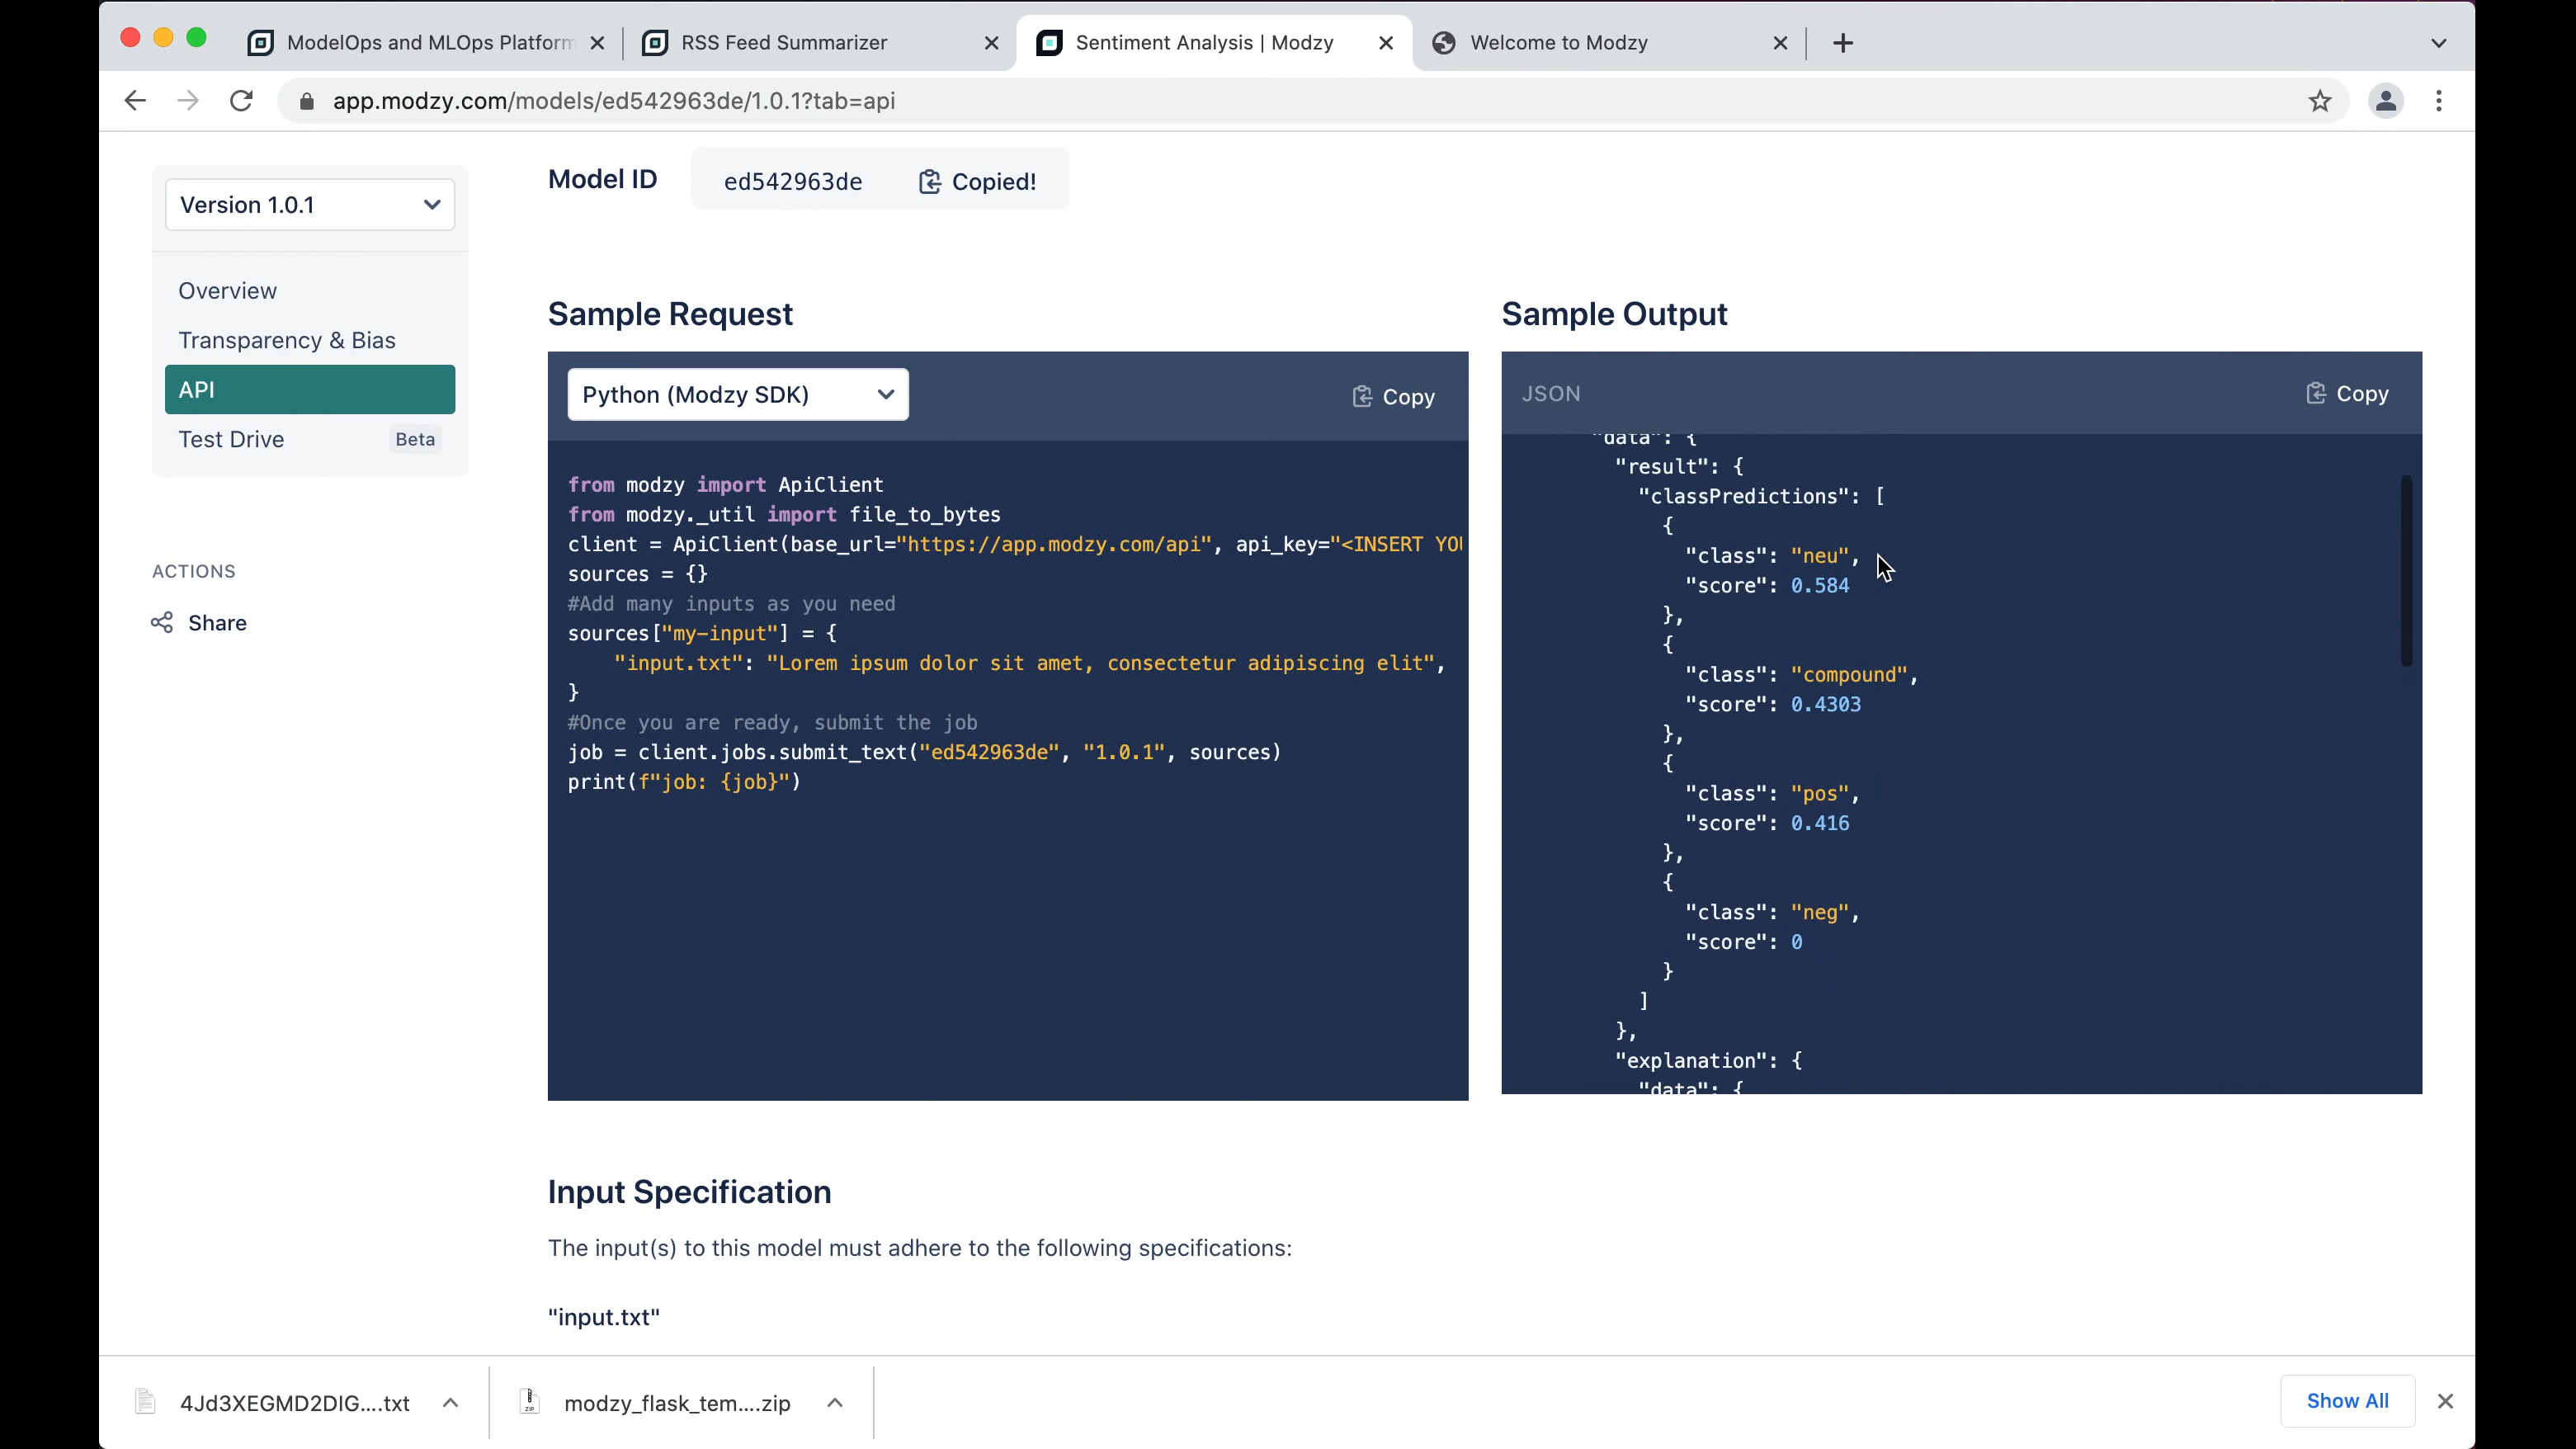 ModelOps and MLOps Platform
RSS Feed Summarizer
Sentiment Analysis | Modzy
Welcome to Modzy
app.modzy.com/models/ed542963de/1.0.1?tab=api
Version 1.0.1
Overview
Transparency & Bias
API
Test Drive Beta
ACTIONS
Share
Model ID ed542963de Copied!
Sample Request
Python (Modzy SDK) Copy
from modzy import ApiClient
from modzy._util import file_to_bytes
client = ApiClient(base_url="https://app.modzy.com/api", api_key="<INSERT YOU
sources = {}
#Add many inputs as you need
sources["my-input"] = {
"input.txt": "Lorem ipsum dolor sit amet, consectetur adipiscing elit",
}
#Once you are ready, submit the job
job = client.jobs.submit_text("ed542963de", "1.0.1", sources)
print(f"job: {job}")
Sample Output
JSON Copy
"data": {
"result": {
"classPredictions": [
{
"class": "neu",
"score": 0.584
},
{
"class": "compound",
"score": 0.4303
},
{
"class": "pos",
"score": 0.416
},
{
"class": "neg",
"score": 0
}
]
},
"explanation": {
"data": {
Input Specification
The input(s) to this model must adhere to the following specifications:
"input.txt"
4Jd3XEGMD2DIG....txt
modzy_flask_tem....zip
Show All